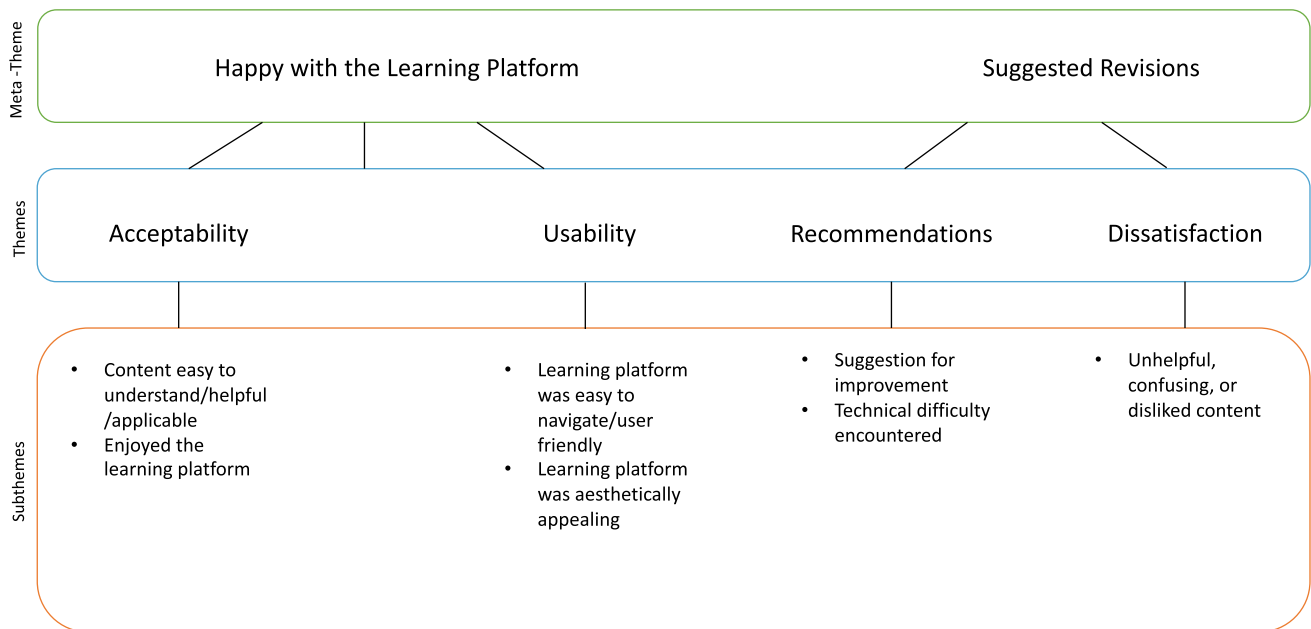 Meta -Theme
Happy with the Learning Platform
Suggested Revisions
Themes
Acceptability
Usability
Recommendations
Dissatisfaction
Subthemes
• Content easy to
understand/helpful
/applicable
• Enjoyed the
learning platform
• Learning platform
was easy to
navigate/user
friendly
• Learning platform
was aesthetically
appealing
• Suggestion for
improvement
• Technical difficulty
encountered
• Unhelpful,
confusing, or
disliked content